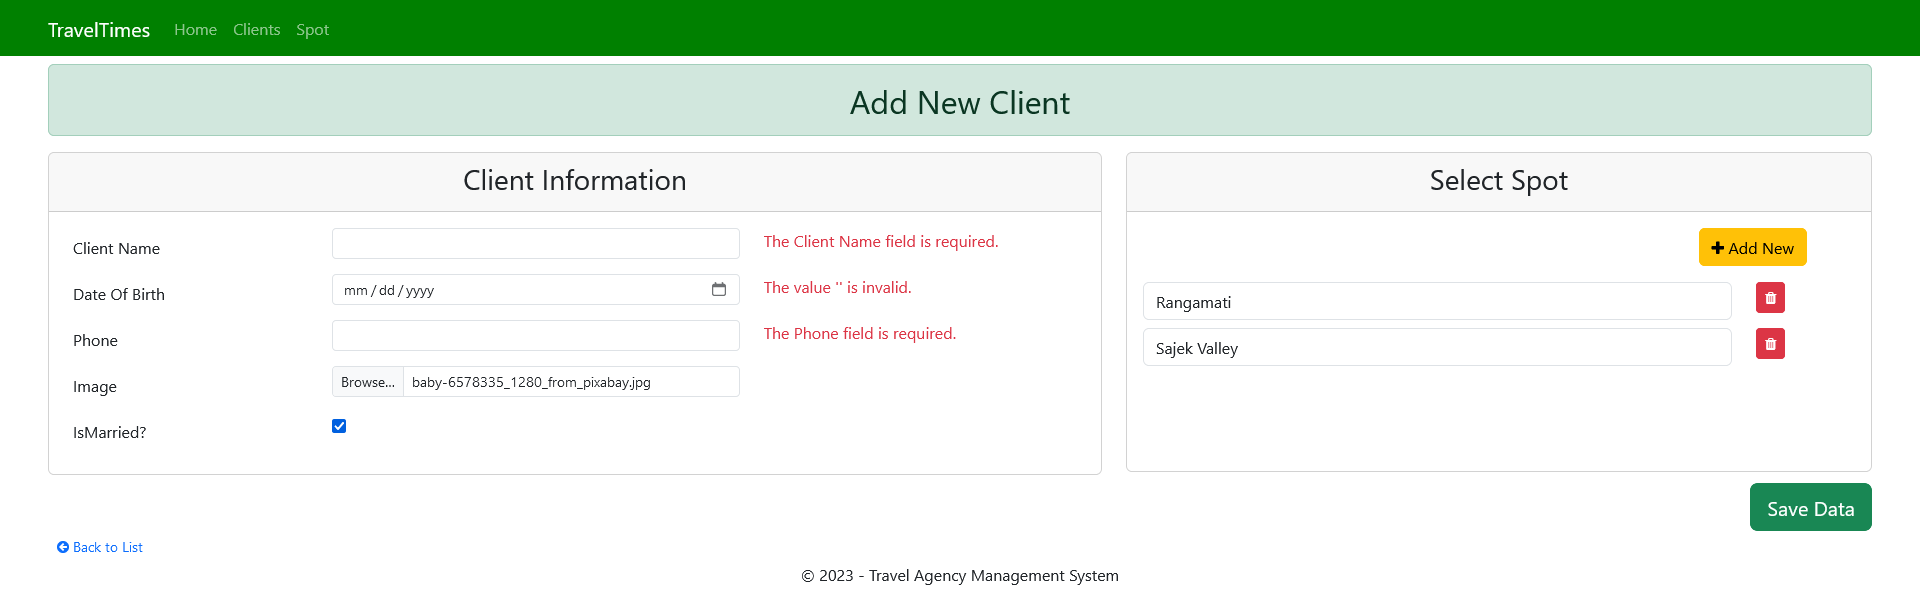 TravelTimes Home Clients Spot
Add New Client
Client Information
Client Name
The Client Name field is required.
Date Of Birth
mm/dd/yyyy
The value '' is invalid.
Phone
The Phone field is required.
Image
Browse... baby-6578335_1280_from_pixabay.jpg
IsMarried?
Select Spot
Add New
Rangamati
Sajek Valley
Save Data
Back to List
© 2023 - Travel Agency Management System